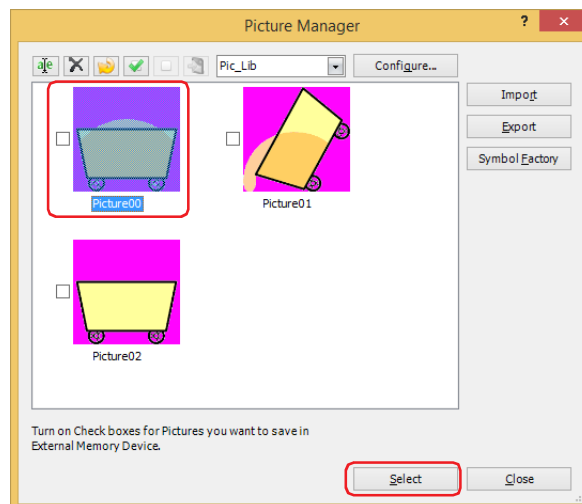 Picture Manager
? ×
aƒe Pic_Lib Configure...
Import
Export
Symbol Factory
Picture00 Picture01
Picture02
Turn on Check boxes for Pictures you want to save in
External Memory Device.
Select Close